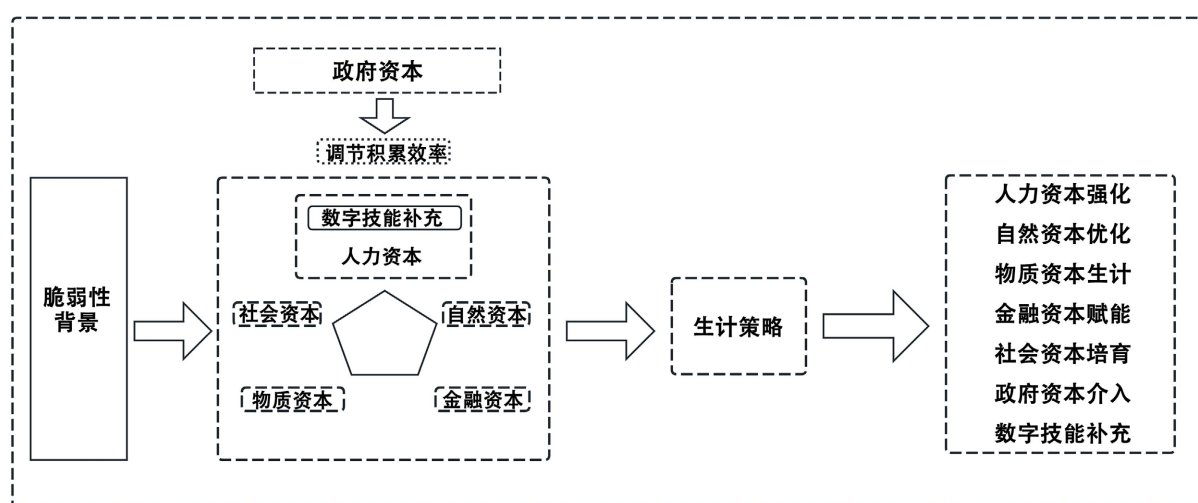 政府资本
调节积累效率
数字技能补充
人力资本
脆弱性
背景
社会资本
自然资本
物质资本
金融资本
生计策略
人力资本强化
自然资本优化
物质资本生计
金融资本赋能
社会资本培育
政府资本介入
数字技能补充